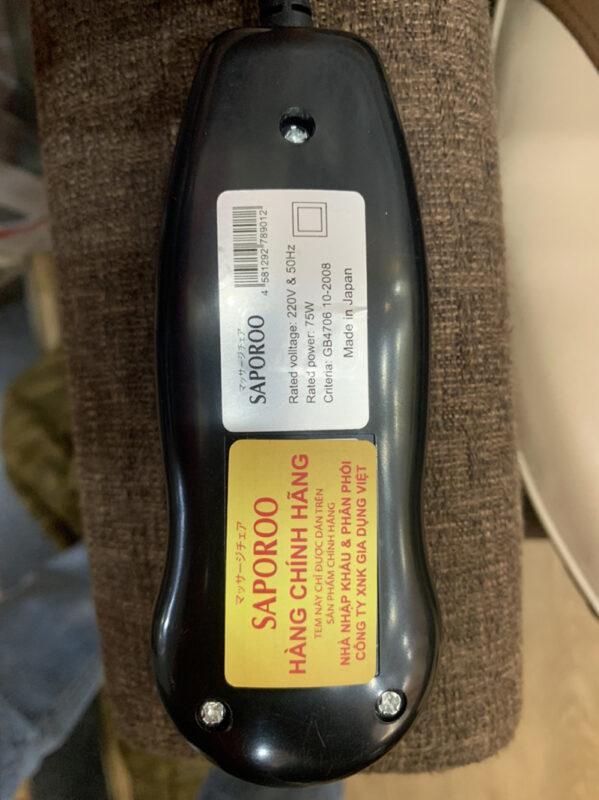 マッサージチェア
SAPOROO
4 581292 789012
Rated volltage: 220V & 50Hz
Rated power: 75W
Criteria: GB4706 10-2008
Made in Japan
マッサージチェア
SAPOROO
HÀNG CHÍNH HÃNG
TEM NÀY CHỈ ĐƯỢC DÁN TRÊN
SẢN PHẨM CHÍNH HÃNG
NHÀ NHẬP KHẨU & PHÂN PHỐI
CÔNG TY XNK GIA DỤNG VIỆT